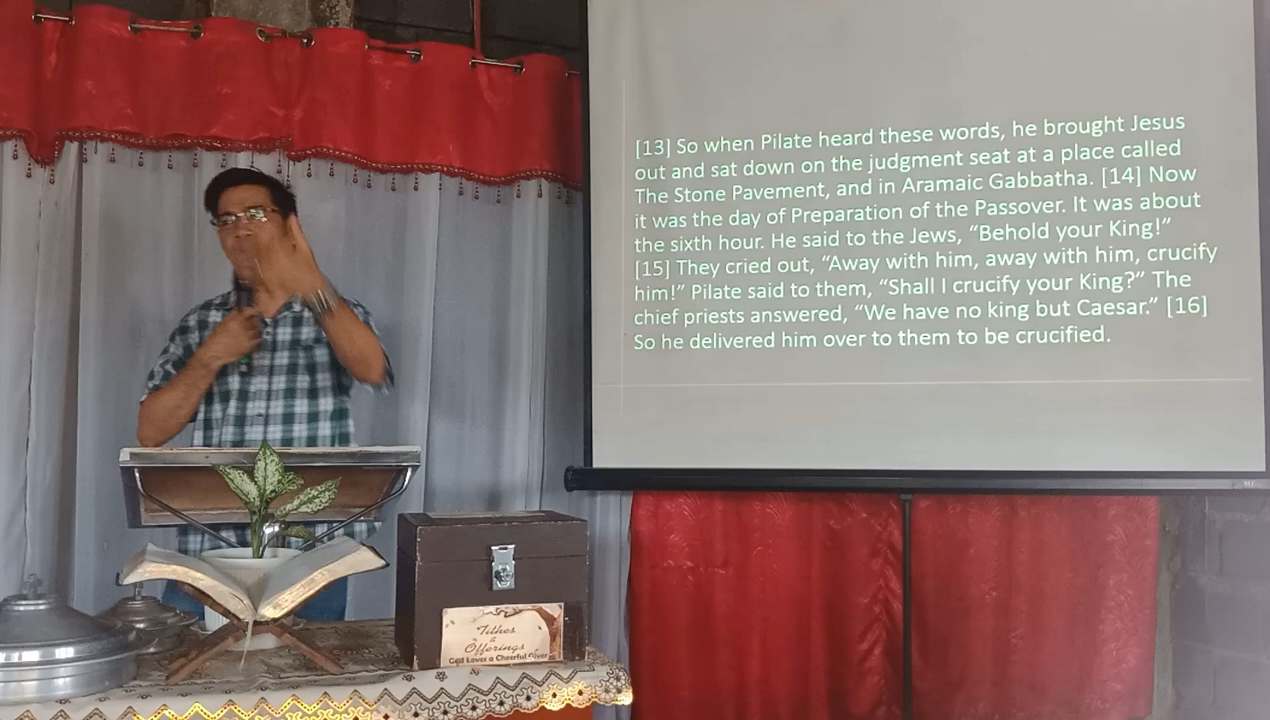 [13] So when Pilate heard these words, he brought Jesus
out and sat down on the judgment seat at a place called
The Stone Pavement, and in Aramaic Gabbatha. [14] Now
it was the day of Preparation of the Passover. It was about
the sixth hour. He said to the Jews, “Behold your King!”
[15] They cried out, “Away with him, away with him, crucify
him!” Pilate said to them, “Shall I crucify your King?” The
chief priests answered, “We have no king but Caesar.” [16]
So he delivered him over to them to be crucified.
Tithes
&
Offerings
God Loves a Cheerful Giver